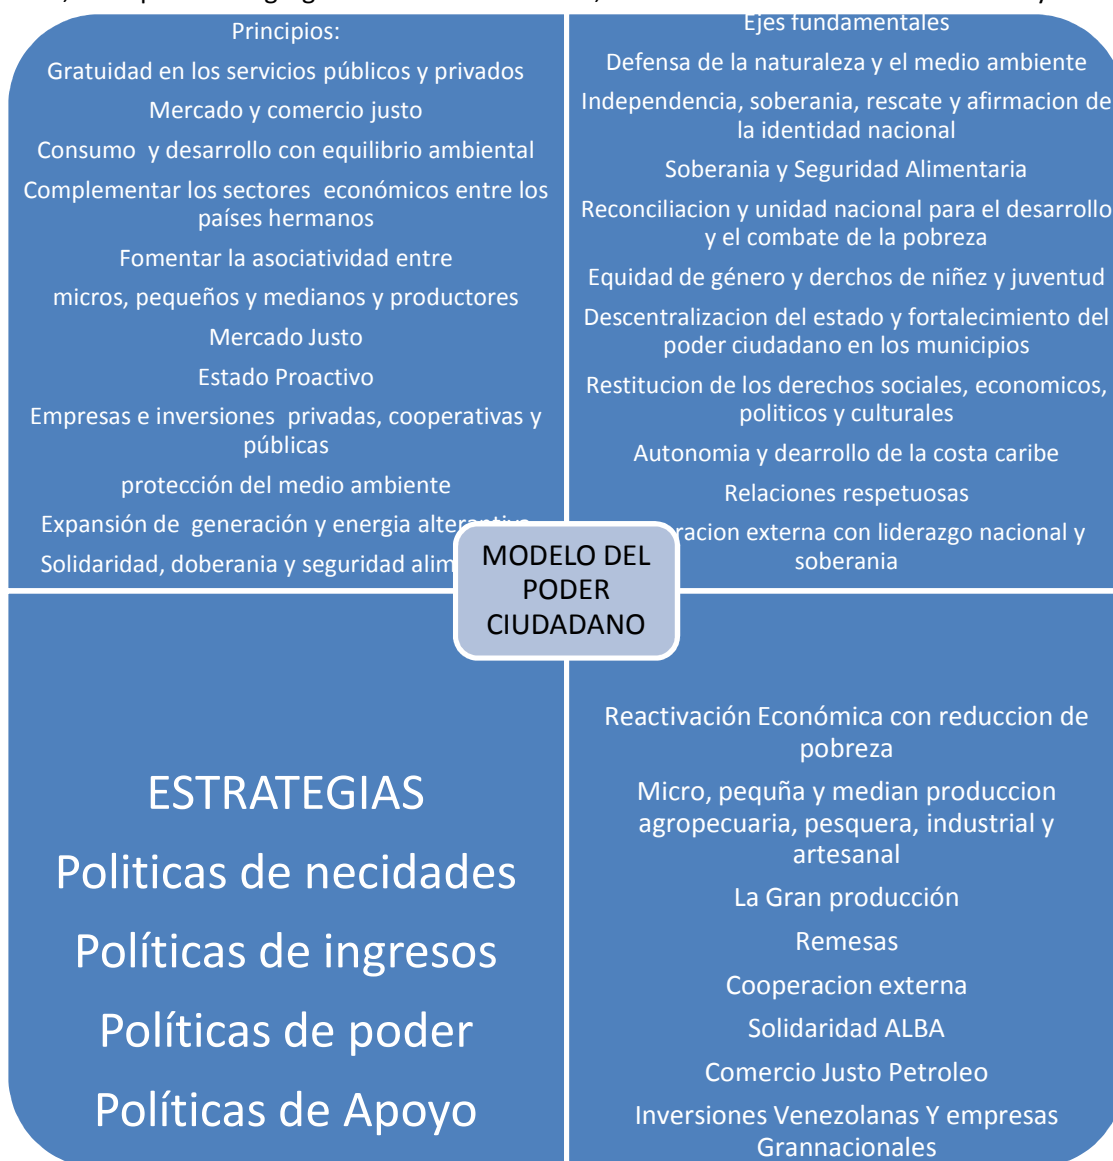 Principios:
Gratuidad en los servicios públicos y privados
Mercado y comercio justo
Consumo y desarrollo con equilibrio ambiental
Complementar los sectores económicos entre los
países hermanos
Fomentar la asociatividad entre
micros, pequeños y medianos y productores
Mercado Justo
Estado Proactivo
Empresas e inversiones privadas, cooperativas y
públicas
protección del medio ambiente
Expansión de generación y energia
Solidaridad, doberania y seguridad
Ejes fundamentales
Defensa de la naturaleza y el medio ambiente
Independencia, soberania, rescate y afirmacion de
la identidad nacional
Soberania y Seguridad Alimentaria
Reconciliacion y unidad nacional para el desarrollo
y el combate de la pobreza
Equidad de género y derchos de niñez y juventud
Descentralizacion del estado y fortalecimiento del
poder ciudadano en los municipios
Restitucion de los derechos sociales, economicos,
politicos y culturales
Autonomia y dearrollo de la costa caribe
Relaciones respetuosas
externa con liderazgo nacional y
soberania
MODELO DEL
PODER
CIUDADANO
ESTRATEGIAS
Politicas de necidades
Políticas de ingresos
Políticas de poder
Políticas de Apoyo
Reactivación Económica con reduccion de
pobreza
Micro, pequña y median produccion
agropecuaria, pesquera, industrial y
artesanal
La Gran producción
Remesas
Cooperacion externa
Solidaridad ALBA
Comercio Justo Petroleo
Inversiones Venezolanas Y empresas
Grannacionales